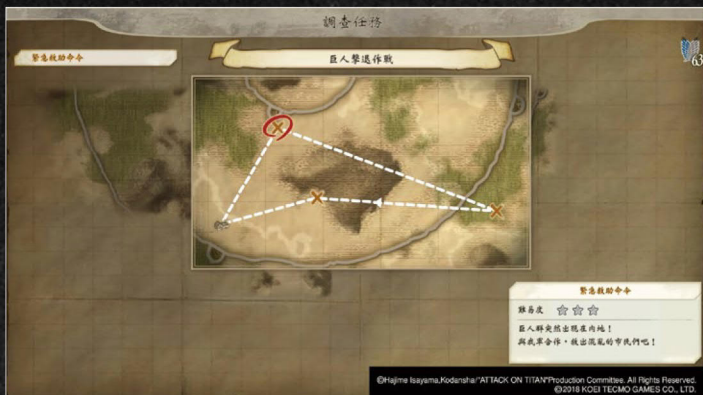 調查任務
緊急救助命令
巨人擊退作戰
63
緊急救助命令
難易度 ☆☆☆
巨人群突然出現在內地！
與我軍合作，救出混亂的市民們吧！
©Hajime Isayama,Kodansha/"ATTACK ON TITAN"Production Committee. All Rights Reserved.
©2018 KOEI TECMO GAMES CO., LTD.